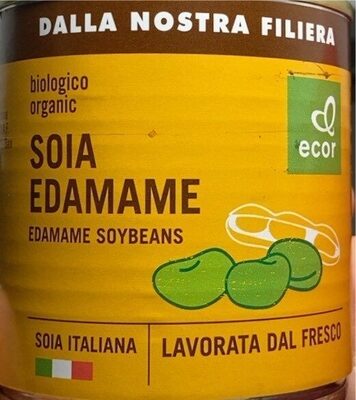 DALLA NOSTRA FILIERA
biologico
organic
ecor
SOIA
EDAMAME
EDAMAME SOYBEANS
SOIA ITALIANA
LAVORATA DAL FRESCO